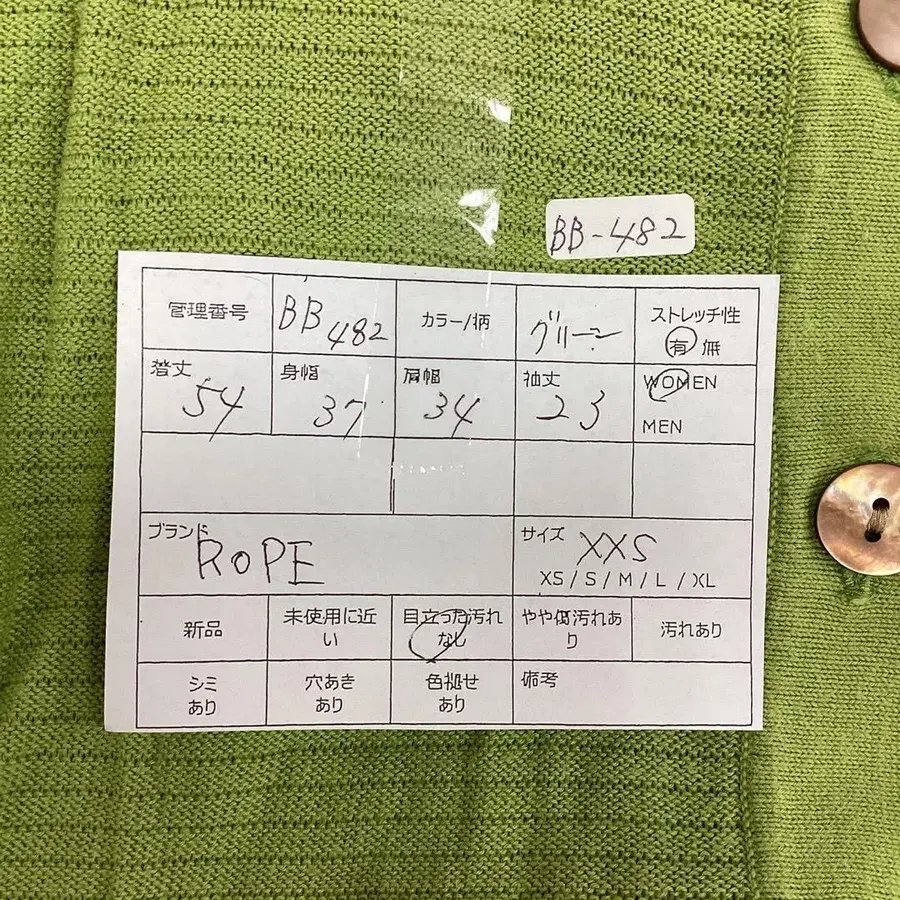 BB-482
管理番号
BB 482
カラー/柄
グリーン
ストレッチ性
有 無
着丈
54
身幅
37
肩幅
34
袖丈
23
WOMEN
MEN
ブランド
ROPE
サイズ
XXS
XS / S / M / L / XL
新品
未使用に近
い
目立った汚れ
なし
やや傷汚れあ
り
汚れあり
シミ
あり
穴あき
あり
色褪せ
あり
備考